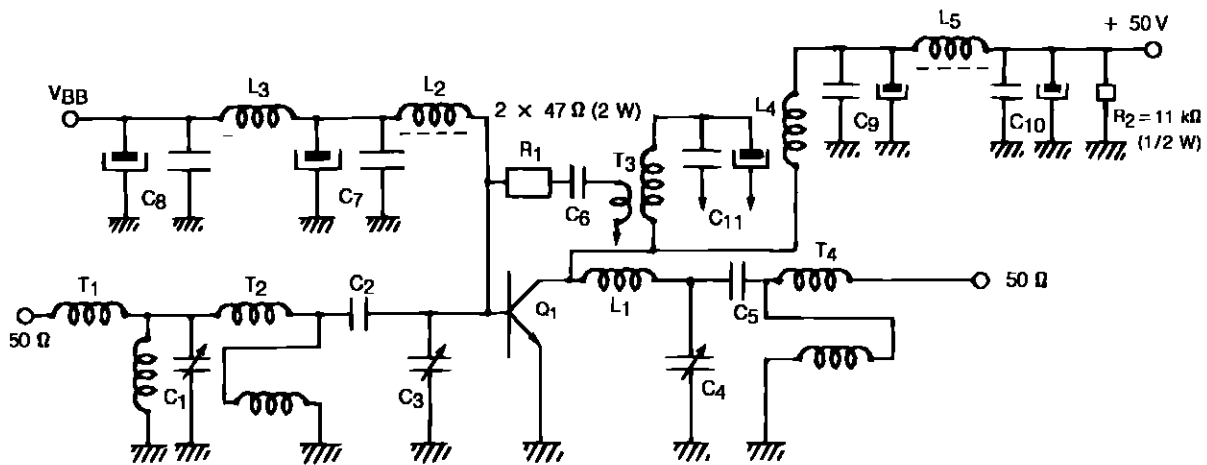 L5
+ 50 V
VBB
L3
L2
2 × 47 Ω (2 W)
L4
C9
C10
R2 = 11 kΩ
(1/2 W)
R1
T3
C8
C7
C6
C11
T1
T2
C2
Q1
L1
C5
T4
50 Ω
50 Ω
C1
C3
C4